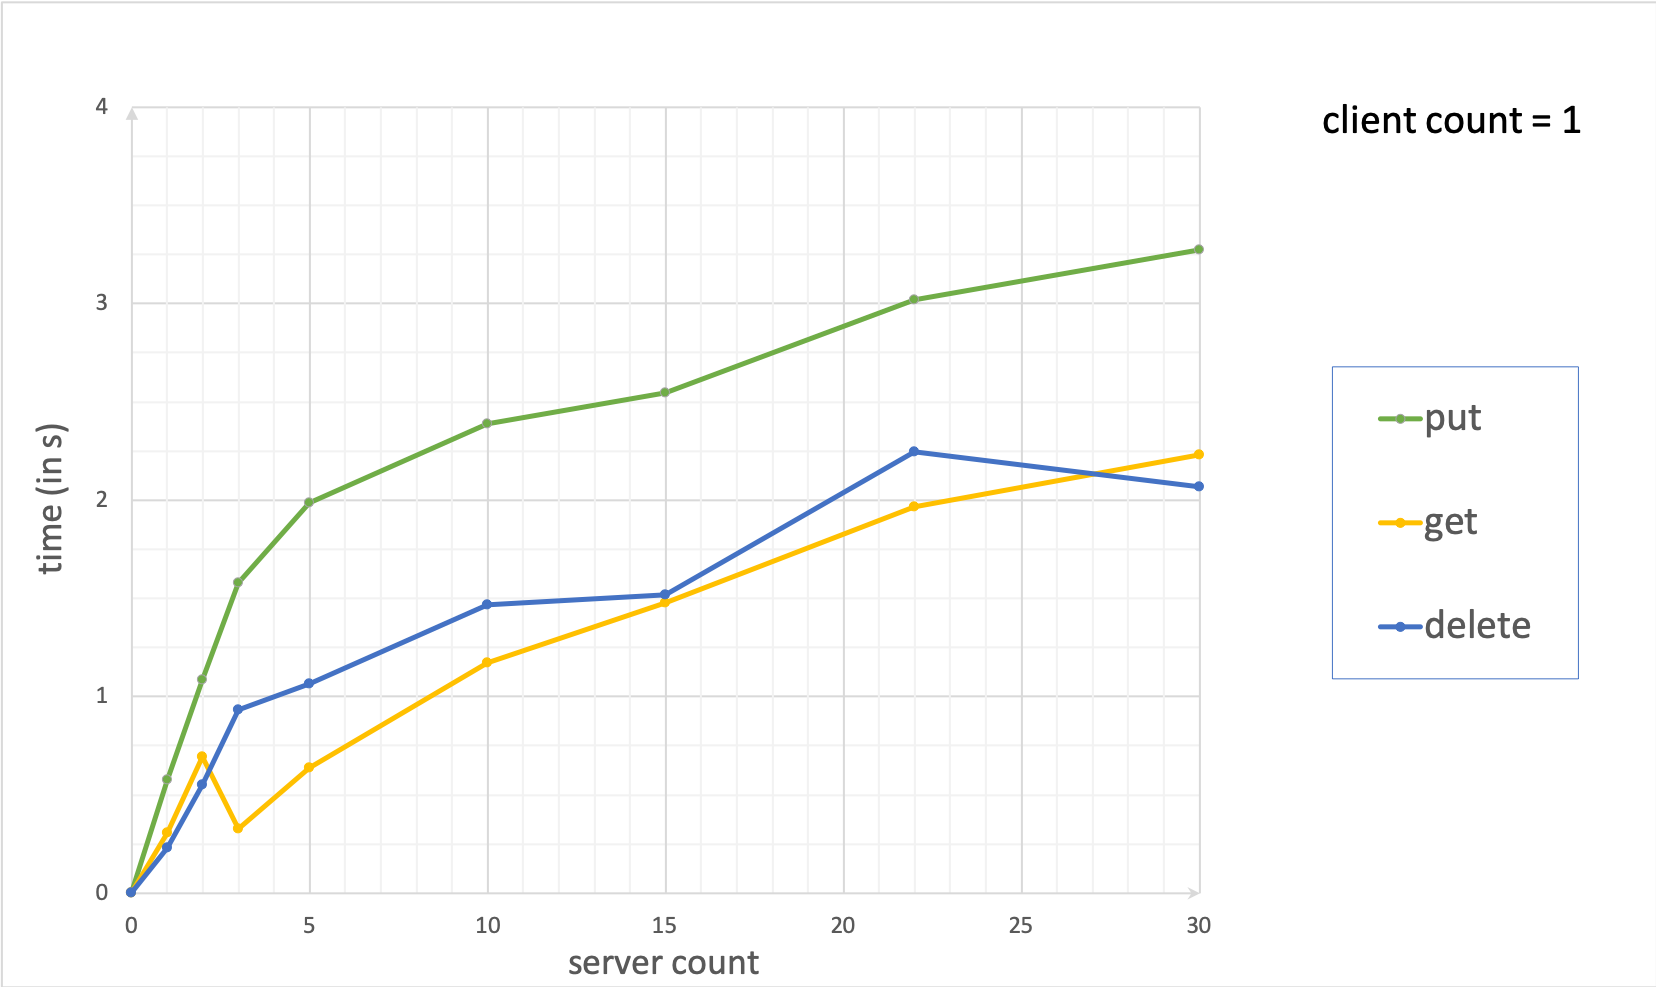 client count = 1
4
3
2
1
0
time (in s)
0 5 10 15 20 25 30
server count
put
get
delete